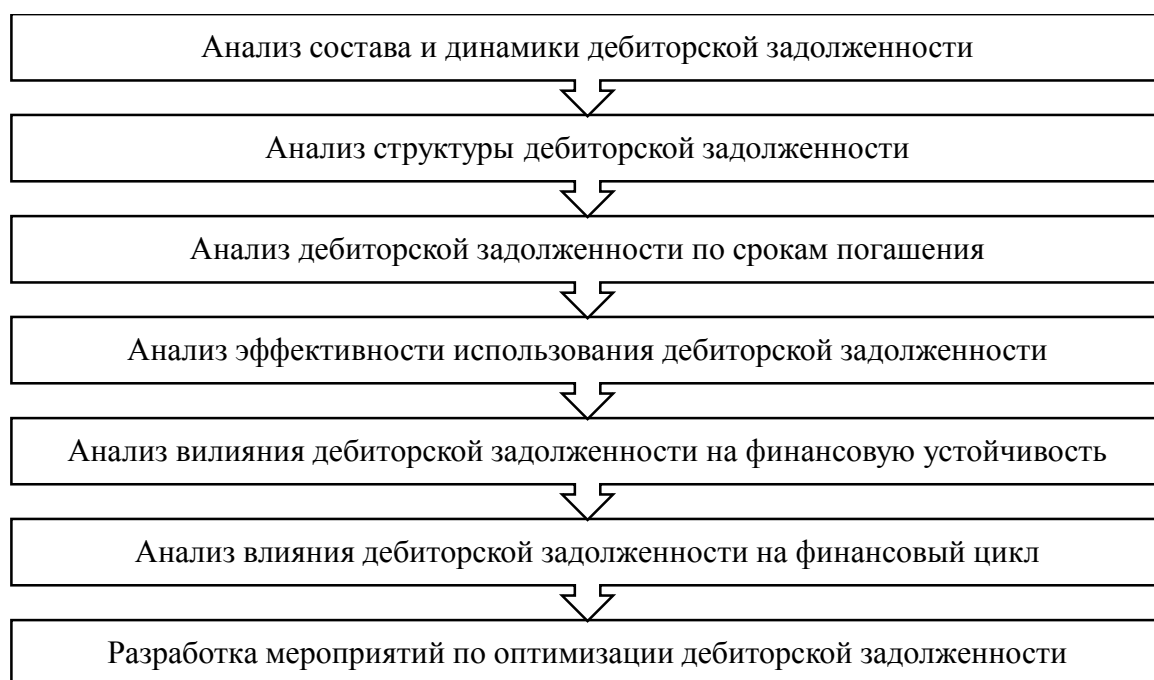 Анализ состава и динамики дебиторской задолженности
Анализ структуры дебиторской задолженности
Анализ дебиторской задолженности по срокам погашения
Анализ эффективности использования дебиторской задолженности
Анализ вилияния дебиторской задолженности на финансовую устойчивость
Анализ влияния дебиторской задолженности на финансовый цикл
Разработка мероприятий по оптимизации дебиторской задолженности